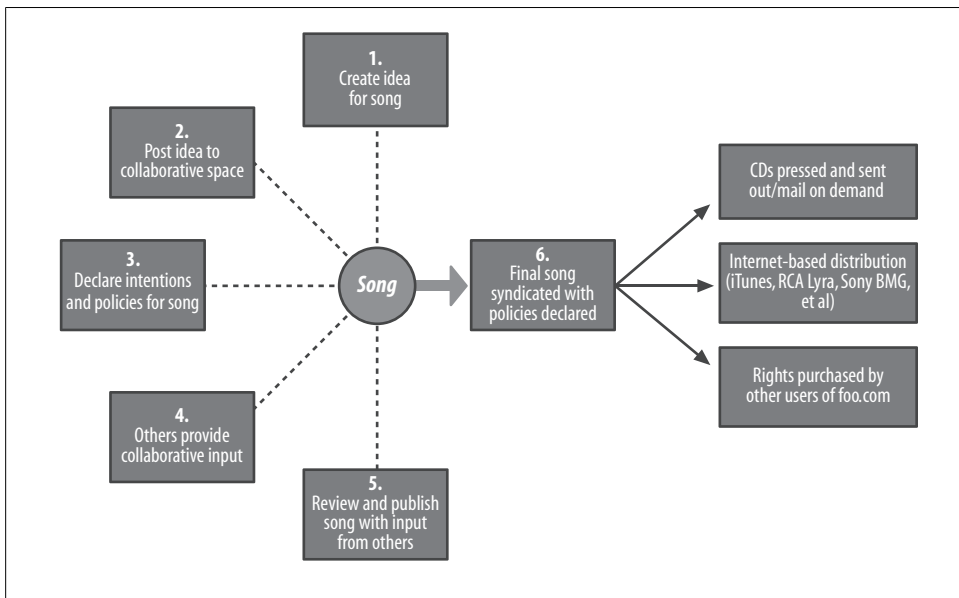 1.
Create idea
for song
2.
Post idea to
collaborative space
3.
Declare intentions
and policies for song
4.
Others provide
collaborative input
5.
Review and publish
song with input
from others
Song
6.
Final song
syndicated with
policies declared
CDs pressed and sent
out/mail on demand
Internet-based distribution
(iTunes, RCA Lyra, Sony BMG,
et al)
Rights purchased by
other users of foo.com